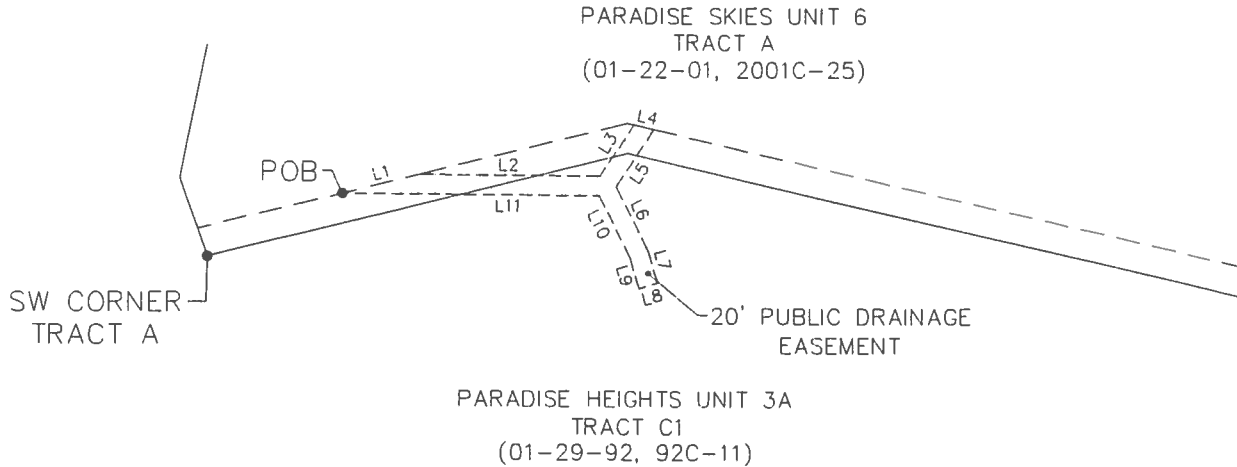 PARADISE SKIES UNIT 6
TRACT A
(01-22-01, 2001C-25)
L4
L3
L1
L2
L5
POB
L11
L6
L10
L7
L9
L8
SW CORNER
TRACT A
20' PUBLIC DRAINAGE
EASEMENT
PARADISE HEIGHTS UNIT 3A
TRACT C1
(01-29-92, 92C-11)